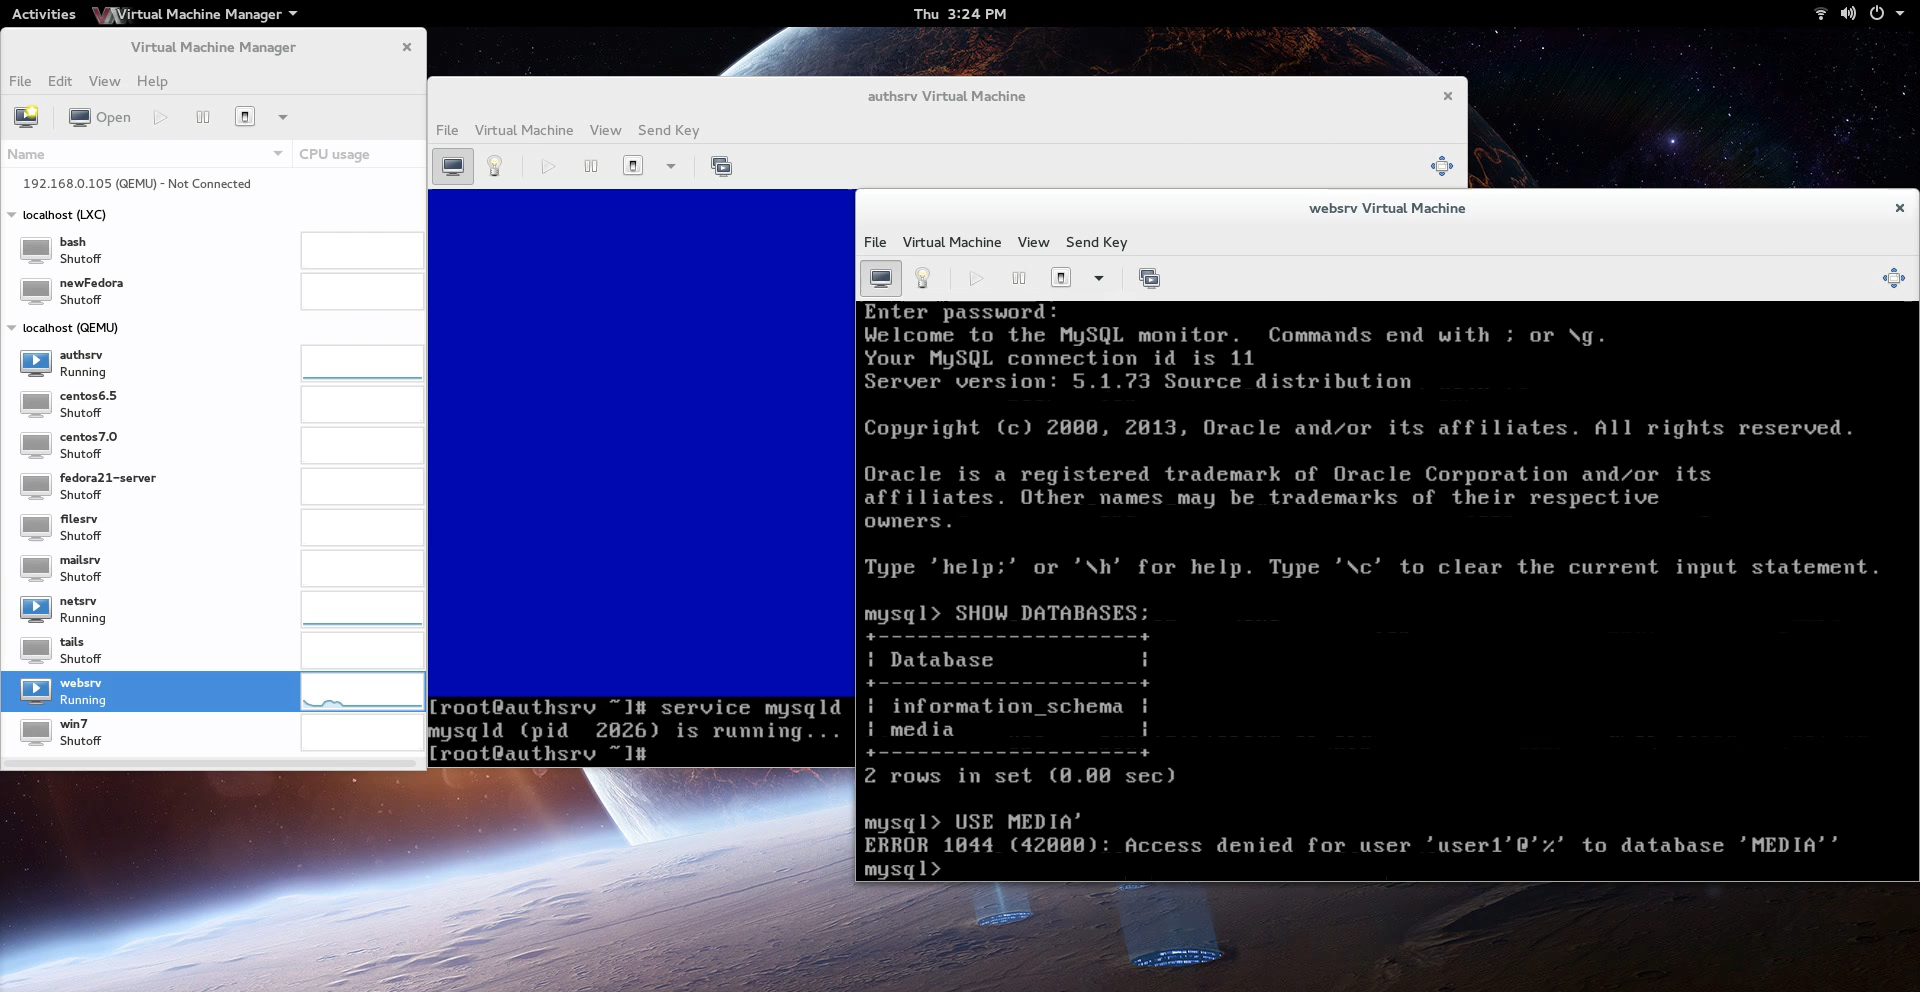 Activities Virtual Machine Manager Thu 3:24 PM
Virtual Machine Manager
File Edit View Help
Open
Name CPU usage
192.168.0.105 (QEMU) - Not Connected
localhost (LXC)
bash
Shutoff
newFedora
Shutoff
localhost (QEMU)
authsrv
Running
centos6.5
Shutoff
centos7.0
Shutoff
fedora21-server
Shutoff
filesrv
Shutoff
mailsrv
Shutoff
netsrv
Running
tails
Shutoff
websrv
Running
win7
Shutoff
authsrv Virtual Machine
File Virtual Machine View Send Key
[root@authsrv ~]# service mysqld
mysqld (pid  2026) is running...
[root@authsrv ~]#
websrv Virtual Machine
File Virtual Machine View Send Key
Enter password:
Welcome to the MySQL monitor.  Commands end with ; or \g.
Your MySQL connection id is 11
Server version: 5.1.73 Source distribution
Copyright (c) 2000, 2013, Oracle and/or its affiliates. All rights reserved.
Oracle is a registered trademark of Oracle Corporation and/or its
affiliates. Other names may be trademarks of their respective
owners.
Type 'help;' or '\h' for help. Type '\c' to clear the current input statement.
mysql> SHOW DATABASES;
+--------------------+
| Database           |
+--------------------+
| information_schema |
| media              |
+--------------------+
2 rows in set (0.00 sec)
mysql> USE MEDIA'
ERROR 1044 (42000): Access denied for user 'user1'@'%' to database 'MEDIA''
mysql>